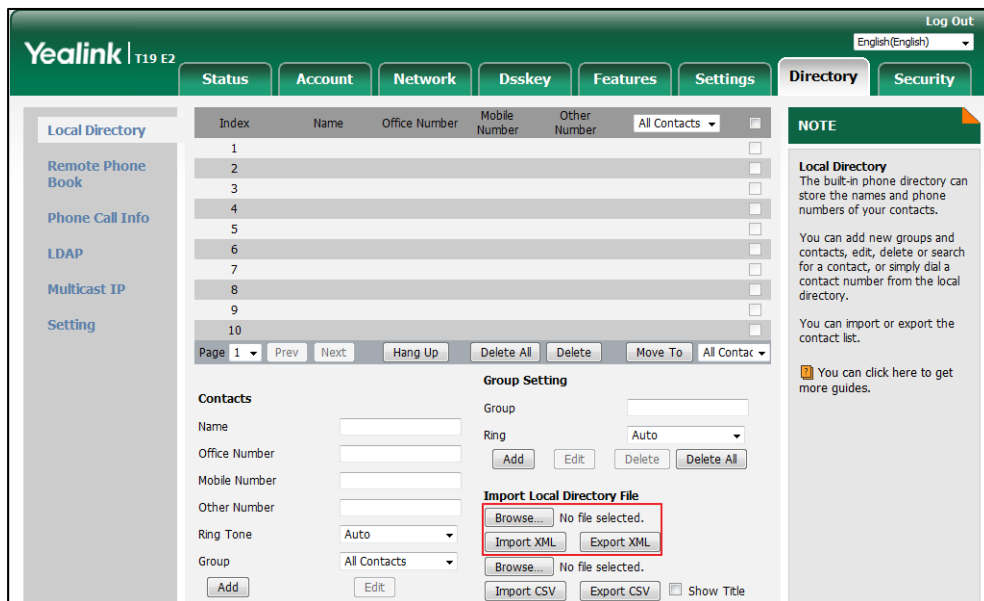 Log Out
English(English)
Yealink | T19 E2
Status Account Network Dsskey Features Settings Directory Security
Local Directory
Remote Phone
Book
Phone Call Info
LDAP
Multicast IP
Setting
Index Name Office Number Mobile Number Other Number All Contacts
1
2
3
4
5
6
7
8
9
10
Page 1 Prev Next Hang Up Delete All Delete Move To All Contac
Contacts
Name
Office Number
Mobile Number
Other Number
Ring Tone Auto
Group All Contacts
Add Edit
Group Setting
Group
Ring Auto
Add Edit Delete Delete All
Import Local Directory File
Browse... No file selected.
Import XML Export XML
Browse... No file selected.
Import CSV Export CSV Show Title
NOTE
Local Directory
The built-in phone directory can
store the names and phone
numbers of your contacts.
You can add new groups and
contacts, edit, delete or search
for a contact, or simply dial a
contact number from the local
directory.
You can import or export the
contact list.
You can click here to get
more guides.